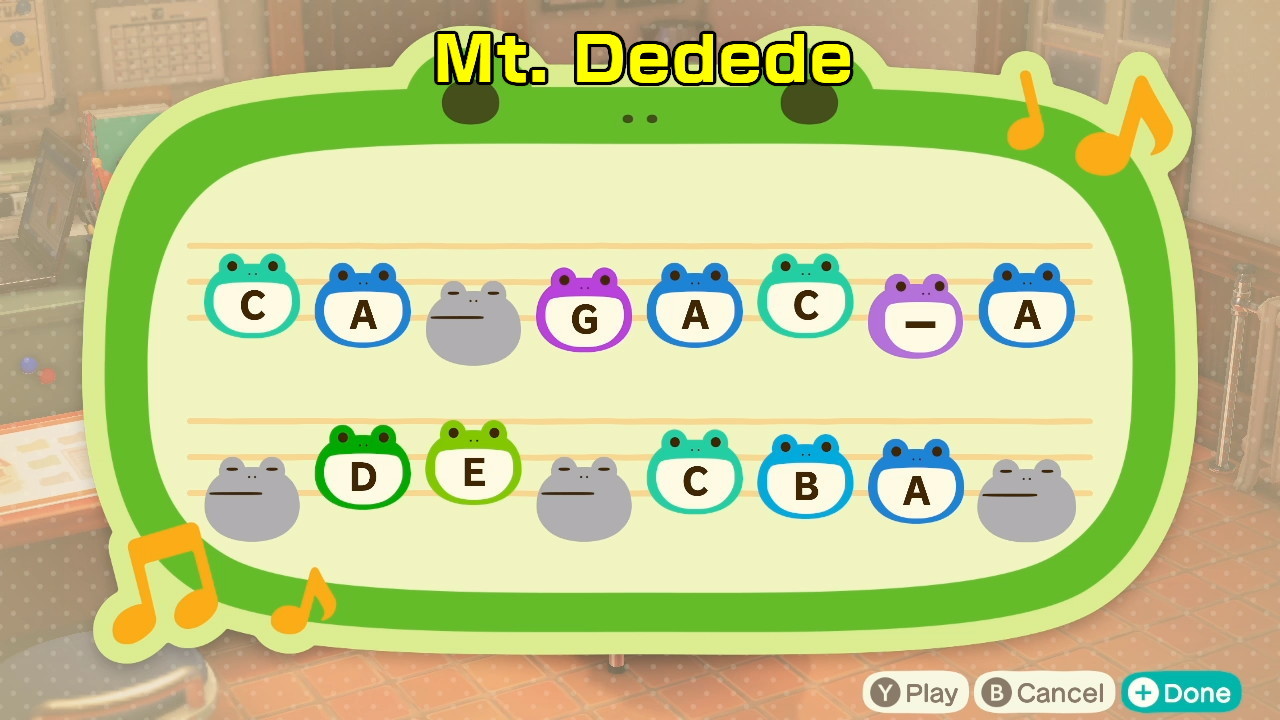 Mt. Dedede
C A G A C – A
D E C B A
Y Play B Cancel + Done